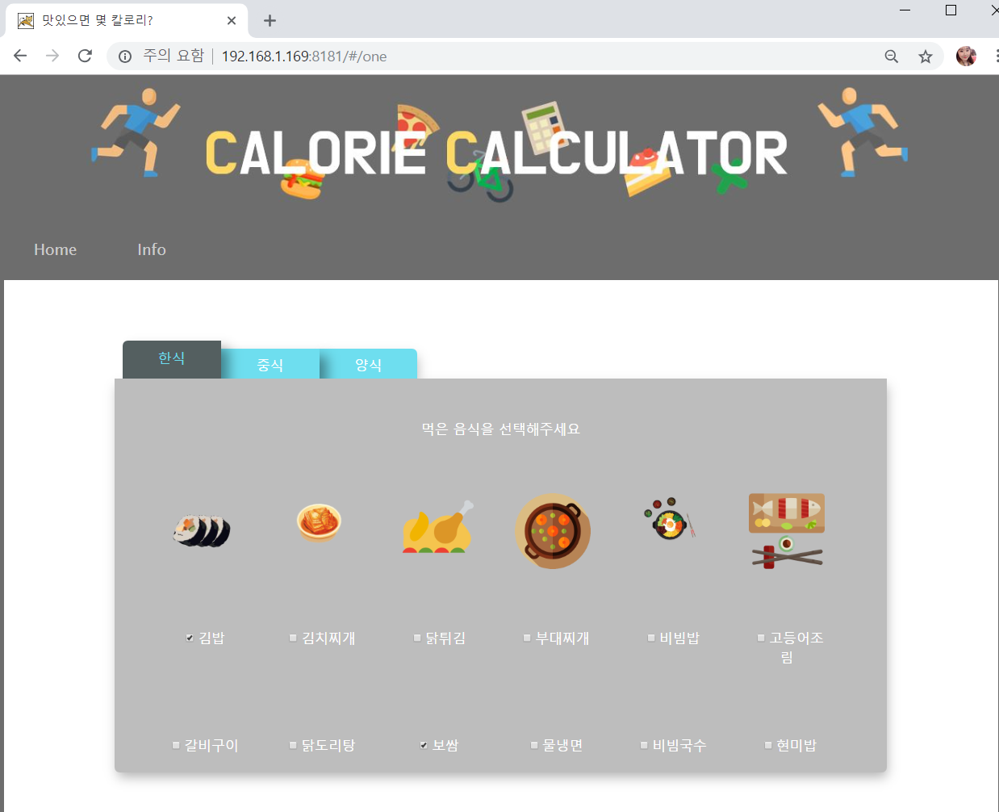 맛있으면 몇 칼로리?
주의 요함 192.168.1.169:8181/#/one
CALORIE CALCULATOR
Home Info
한식 중식 양식
먹은 음식을 선택해주세요
김밥 김치찌개 닭튀김 부대찌개 비빔밥 고등어조
림
갈비구이 닭도리탕 보쌈 물냉면 비빔국수 현미밥